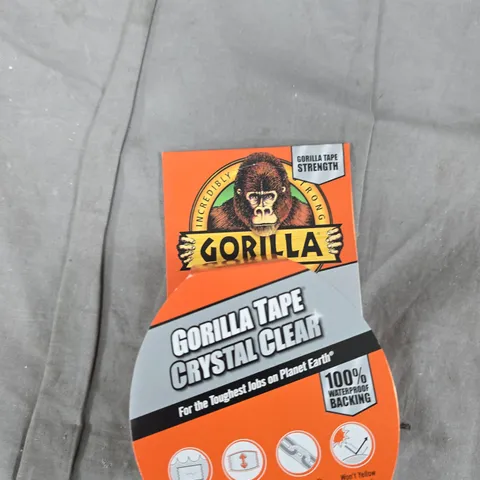 GORILLA TAPE
STRENGTH
INCREDIBLY STRONG
GORILLA
GORILLA TAPE
CRYSTAL CLEAR
For the Toughest Jobs on Planet Earth®
100%
WATERPROOF
BACKING
Won't Yellow